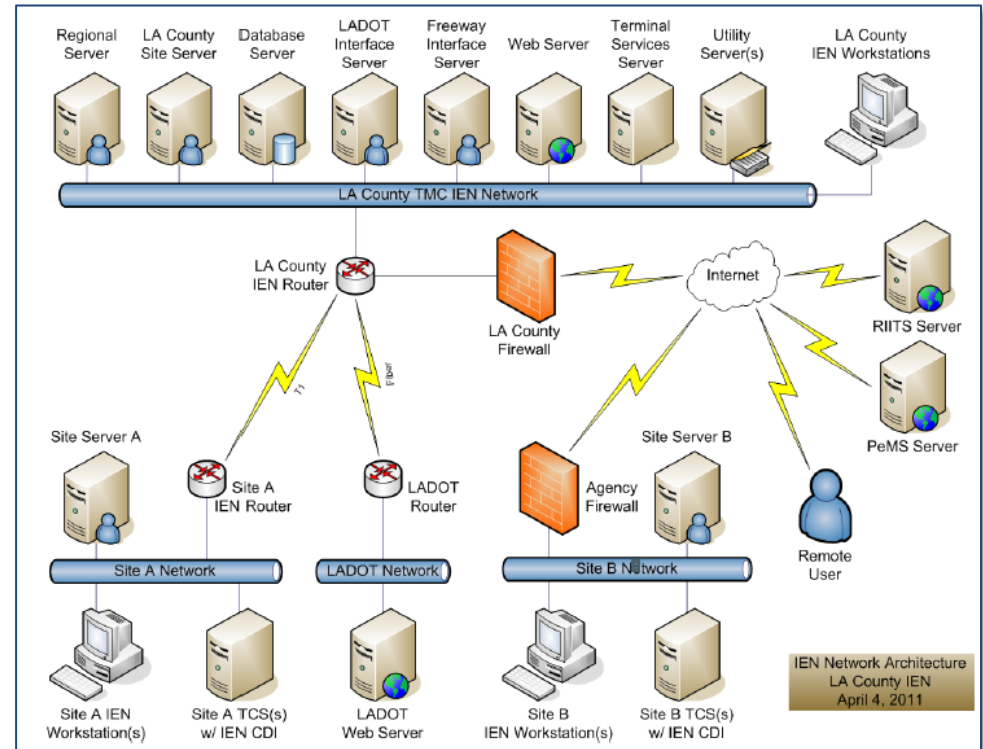 Regional
Server
LA County
Site Server
Database
Server
LADOT
Interface
Server
Freeway
Interface
Server
Web Server
Terminal
Services
Server
Utility
Server(s)
LA County
IEN Workstations
LA County TMC IEN Network
LA County
IEN Router
LA County
Firewall
Internet
RIITS Server
PeMS Server
T1
Fiber
Site Server A
Site A
IEN Router
LADOT
Router
Agency
Firewall
Site Server B
Remote
User
Site A Network
LADOT Network
Site B Network
Site A IEN
Workstation(s)
Site A TCS(s)
w/ IEN CDI
LADOT
Web Server
Site B
IEN Workstation(s)
Site B TCS(s)
w/ IEN CDI
IEN Network Architecture
LA County IEN
April 4, 2011